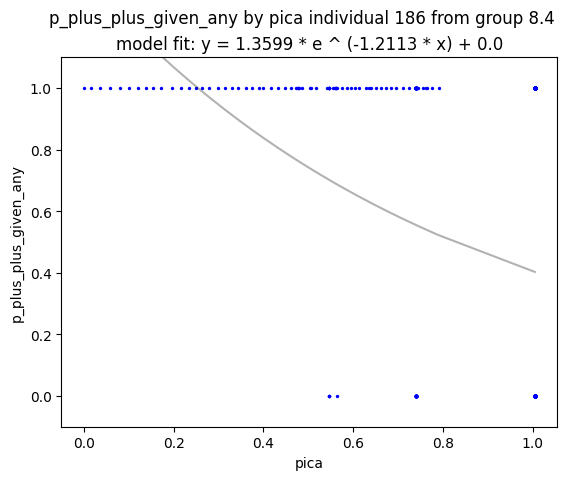 p_plus_plus_given_any by pica individual 186 from group 8.4
model fit: y = 1.3599 * e ^ (-1.2113 * x) + 0.0
1.0
0.8
0.6
0.4
0.2
0.0
p_plus_plus_given_any
0.0 0.2 0.4 0.6 0.8 1.0
pica